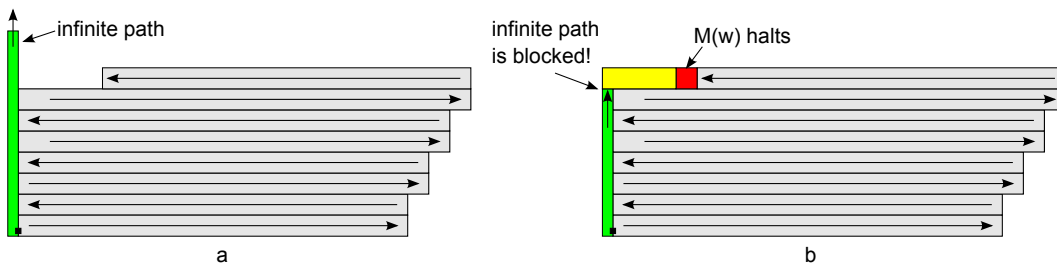 infinite path
a
infinite path
is blocked!
M(w) halts
b